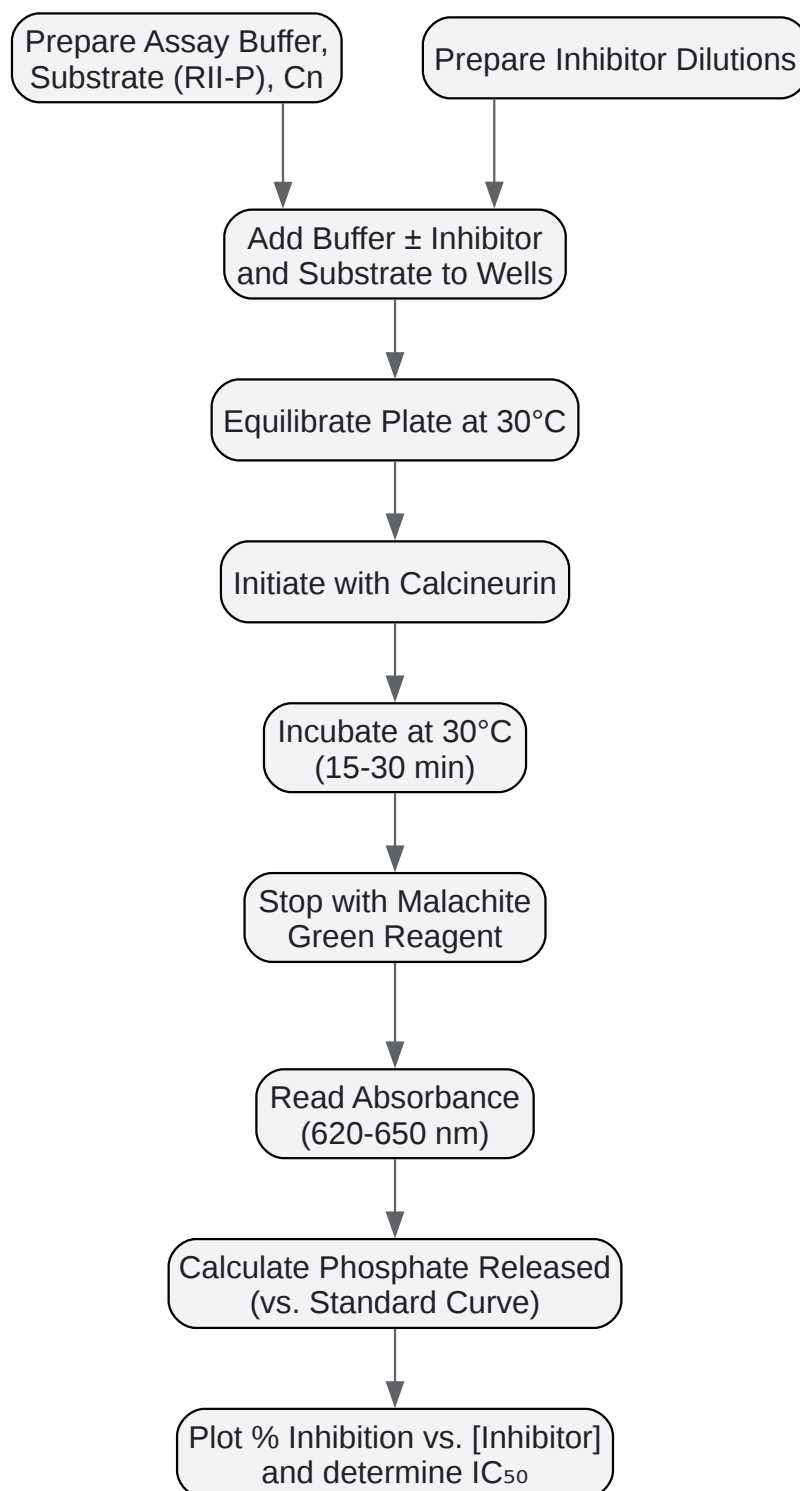 Prepare Assay Buffer,
Substrate (RII-P), Cn
Prepare Inhibitor Dilutions
Add Buffer ± Inhibitor
and Substrate to Wells
Equilibrate Plate at 30°C
Initiate with Calcineurin
Incubate at 30°C
(15-30 min)
Stop with Malachite
Green Reagent
Read Absorbance
(620-650 nm)
Calculate Phosphate Released
(vs. Standard Curve)
Plot % Inhibition vs. [Inhibitor]
and determine IC₅₀